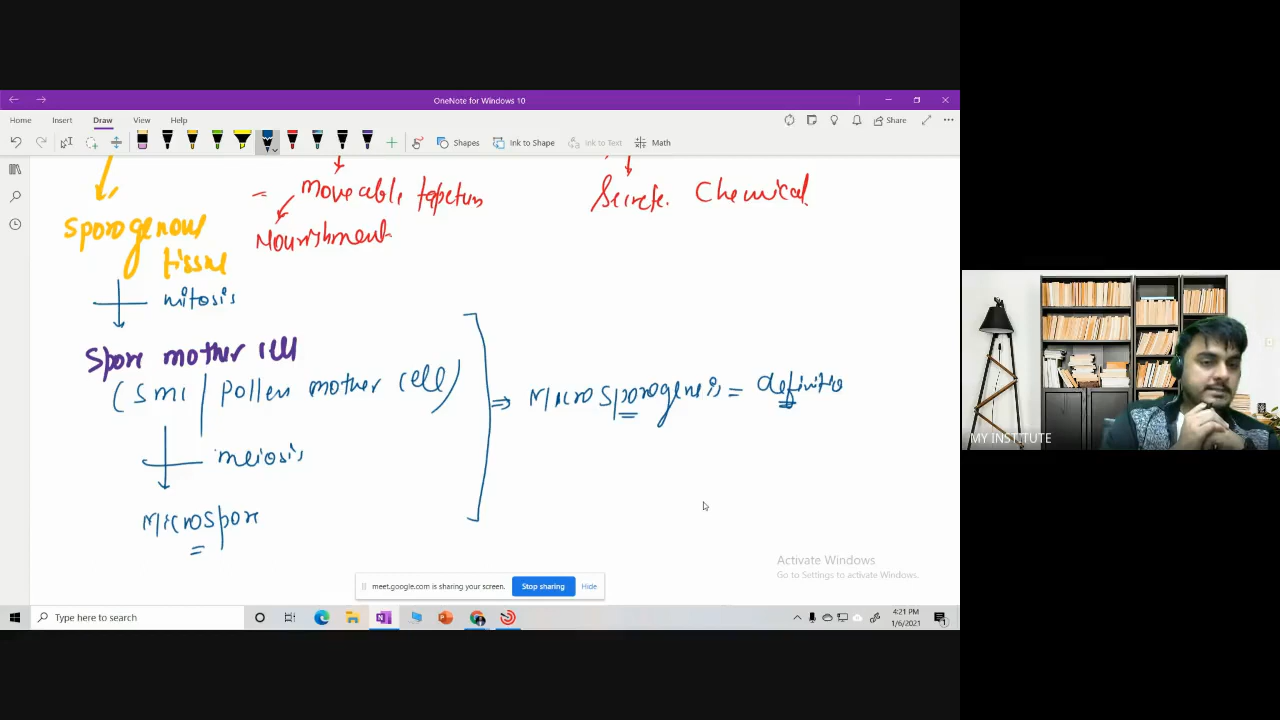 OneNote for Windows 10
Home Insert Draw View Help
Share
Shapes Ink to Shape Ink to Text Math
Moveable tapetum
Secrete. Chemical
Nourishment
Sporogenous
tissue
mitosis
Spore mother cell
(SMC | pollen mother cell)
⇒ Microsporogenesis = definitio
meiosis
Microspore
MY INSTITUTE
Activate Windows
Go to Settings to activate Windows.
meet.google.com is sharing your screen. Stop sharing Hide
Type here to search
4:21 PM
1/6/2021